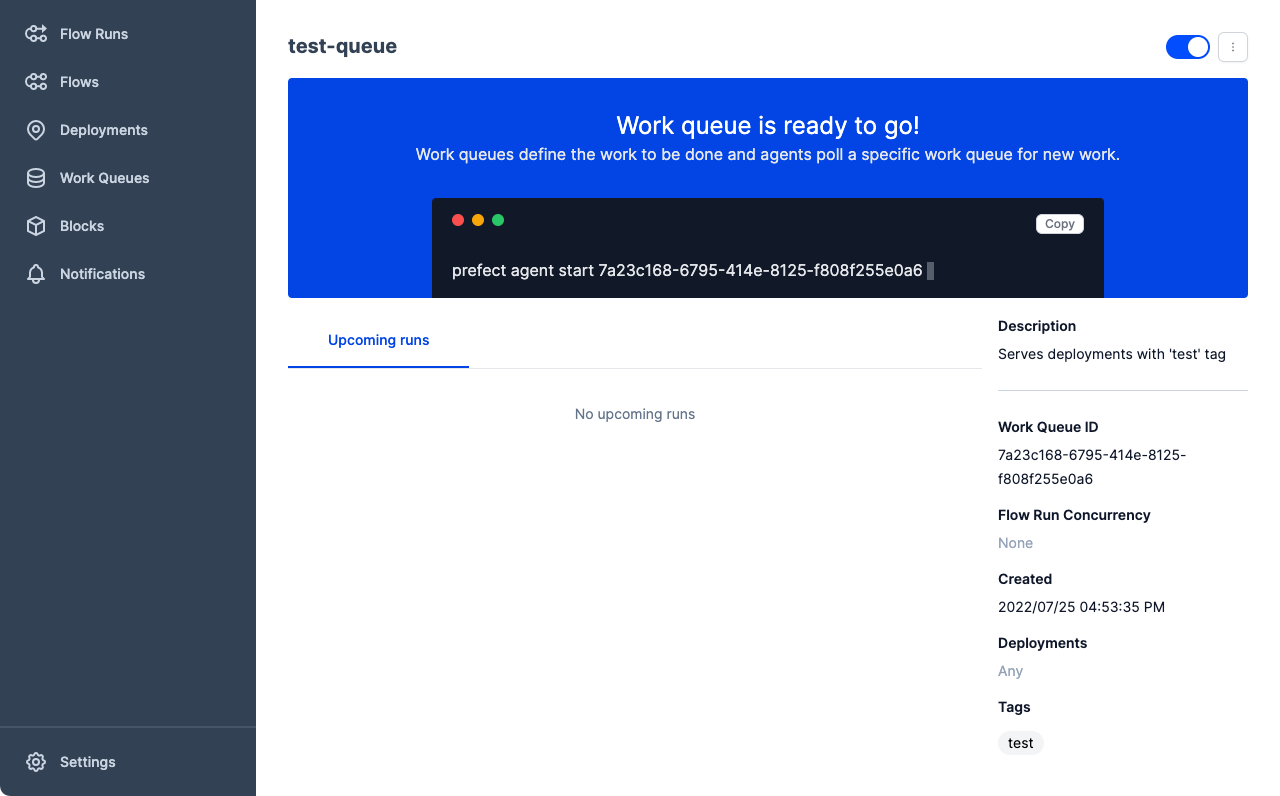 Flow Runs
Flows
Deployments
Work Queues
Blocks
Notifications
Settings
test-queue
Work queue is ready to go!
Work queues define the work to be done and agents poll a specific work queue for new work.
Copy
prefect agent start 7a23c168-6795-414e-8125-f808f255e0a6
Upcoming runs
No upcoming runs
Description
Serves deployments with 'test' tag
Work Queue ID
7a23c168-6795-414e-8125-
f808f255e0a6
Flow Run Concurrency
None
Created
2022/07/25 04:53:35 PM
Deployments
Any
Tags
test